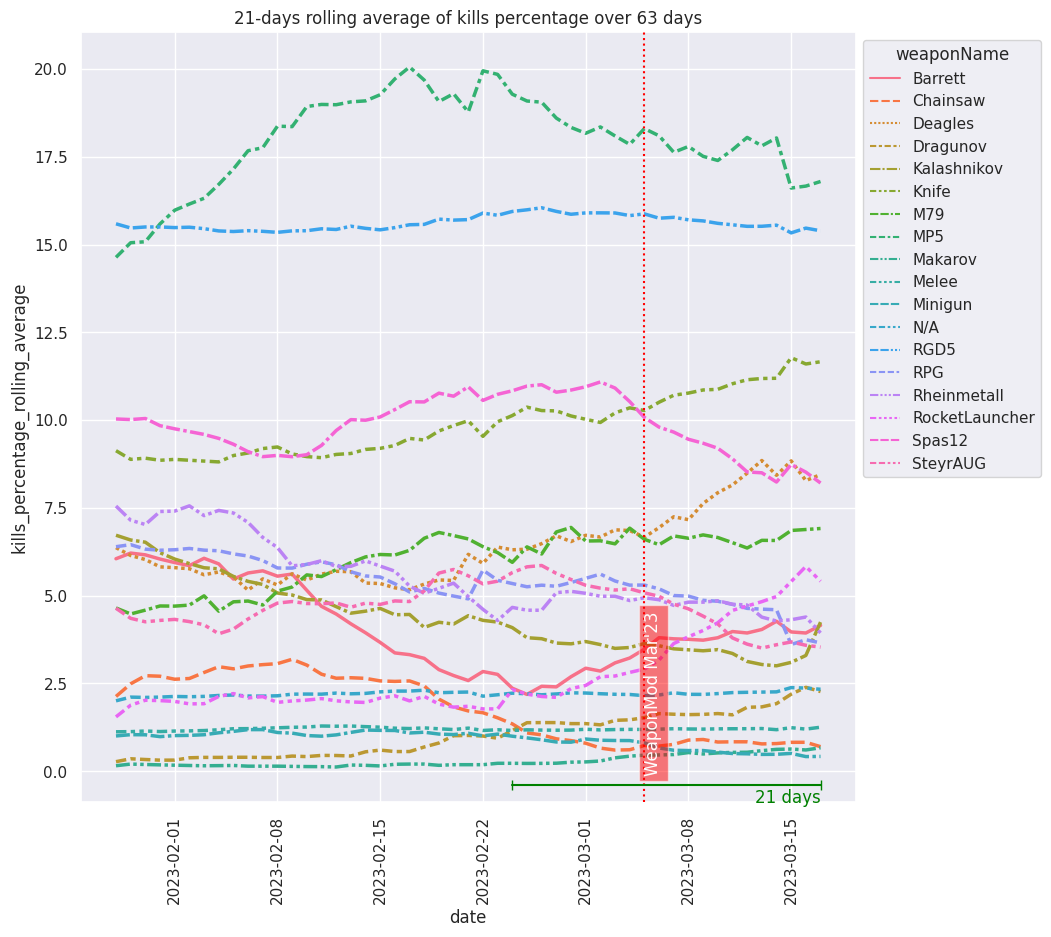 21-days rolling average of kills percentage over 63 days
kills_percentage_rolling_average
20.0
17.5
15.0
12.5
10.0
7.5
5.0
2.5
0.0
WeaponMod Mar 23
21 days
2023-02-01
2023-02-08
2023-02-15
2023-02-22
2023-03-01
2023-03-08
2023-03-15
date
weaponName
Barrett
Chainsaw
Deagles
Dragunov
Kalashnikov
Knife
M79
MP5
Makarov
Melee
Minigun
N/A
RGD5
RPG
Rheinmetall
RocketLauncher
Spas12
SteyrAUG